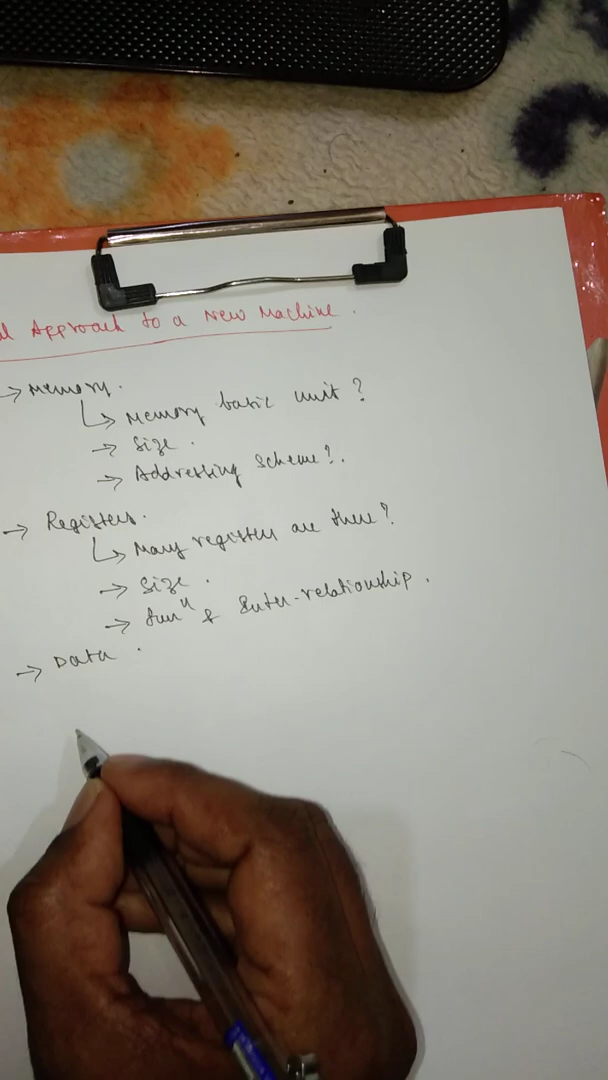 al Approach to a New Machine.
→ Memory.
↳ Memory basic unit?
→ Size.
→ Addressing scheme?.
→ Registers.
↳ Many registers are there?
→ Size.
→ funⁿ & Inter-relationship.
→ Data.